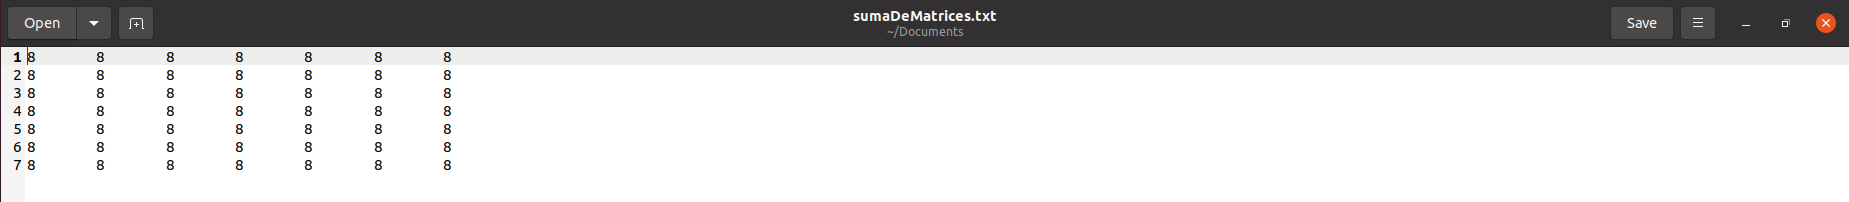 Open
sumaDeMatrices.txt
~/Documents
Save
1 8 8 8 8 8 8 8
2 8 8 8 8 8 8 8
3 8 8 8 8 8 8 8
4 8 8 8 8 8 8 8
5 8 8 8 8 8 8 8
6 8 8 8 8 8 8 8
7 8 8 8 8 8 8 8